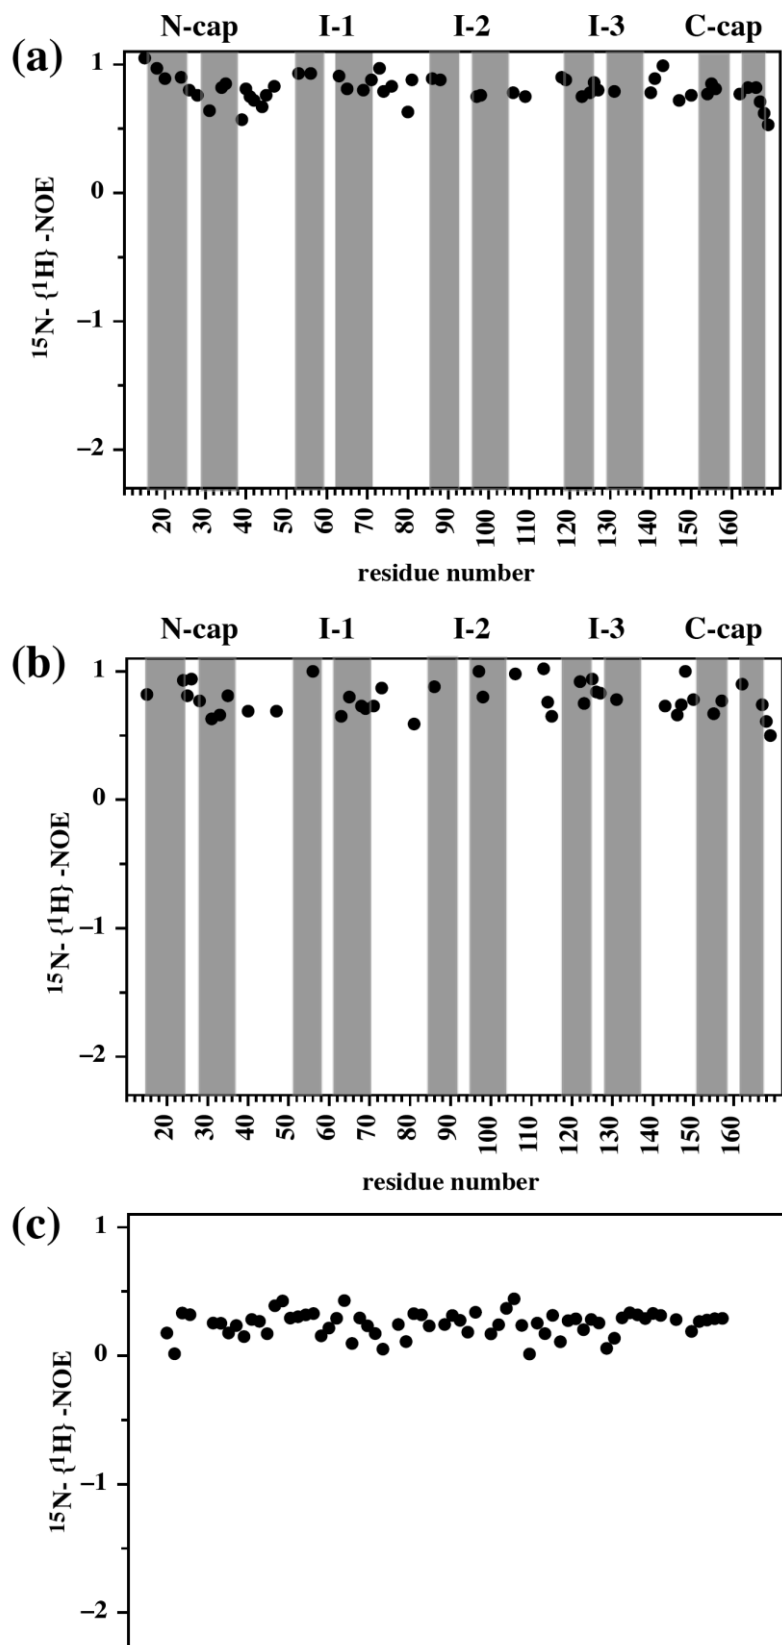 N-cap I-1 I-2 I-3 C-cap
(a)
1
0
−1
−2
15N- {1H} -NOE
20 30 40 50 60 70 80 90 100 110 120 130 140 150 160
residue number
N-cap I-1 I-2 I-3 C-cap
(b)
1
0
−1
−2
15N- {1H} -NOE
20 30 40 50 60 70 80 90 100 110 120 130 140 150 160
residue number
(c)
1
0
−1
−2
15N- {1H} -NOE